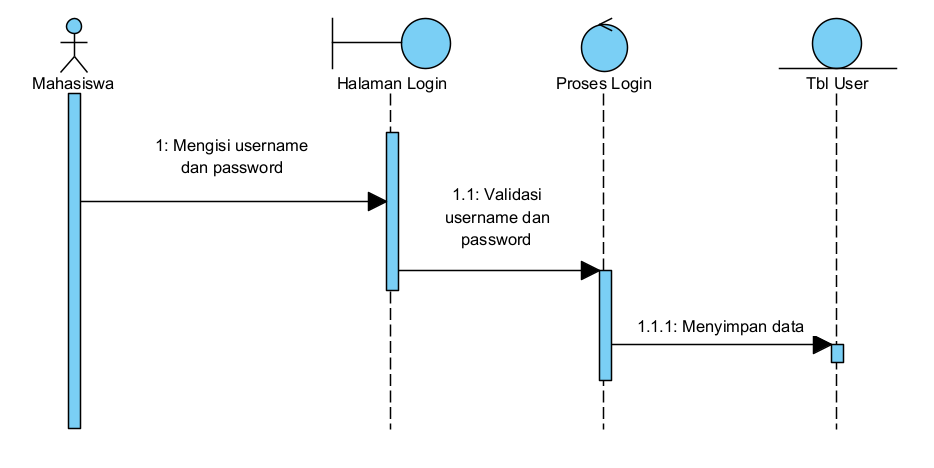 Mahasiswa
Halaman Login
Proses Login
Tbl User
1: Mengisi username
dan password
1.1: Validasi
username dan
password
1.1.1: Menyimpan data